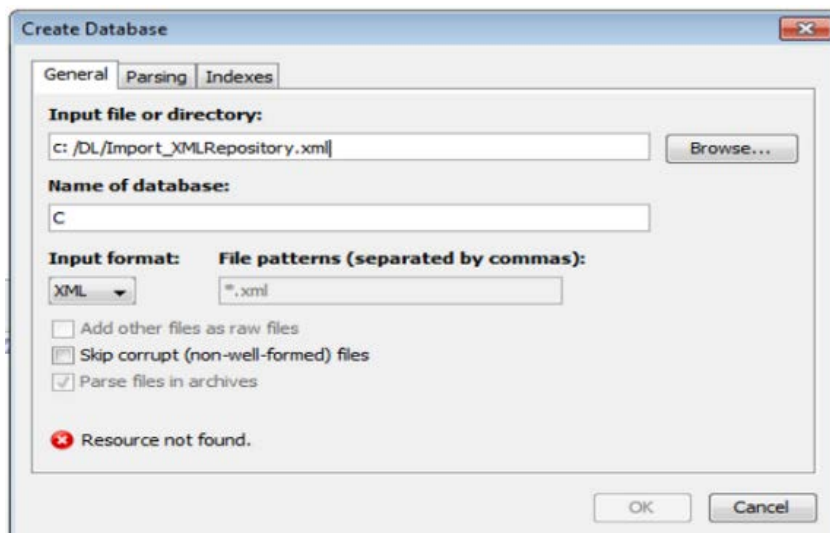 Create Database
General Parsing Indexes
Input file or directory:
c: /DL/Import_XMLRepository.xml
Browse...
Name of database:
C
Input format: File patterns (separated by commas):
XML *.xml
Add other files as raw files
Skip corrupt (non-well-formed) files
Parse files in archives
Resource not found.
OK Cancel